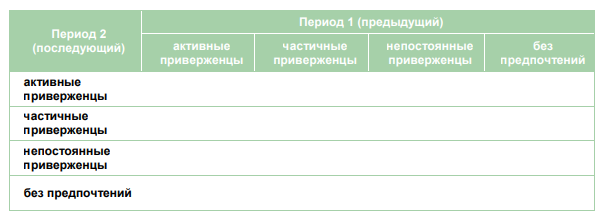 Период 2
(последующий)
Период 1 (предыдущий)
активные
приверженцы
частичные
приверженцы
непостоянные
приверженцы
без
предпочтений
активные
приверженцы
частичные
приверженцы
непостоянные
приверженцы
без предпочтений